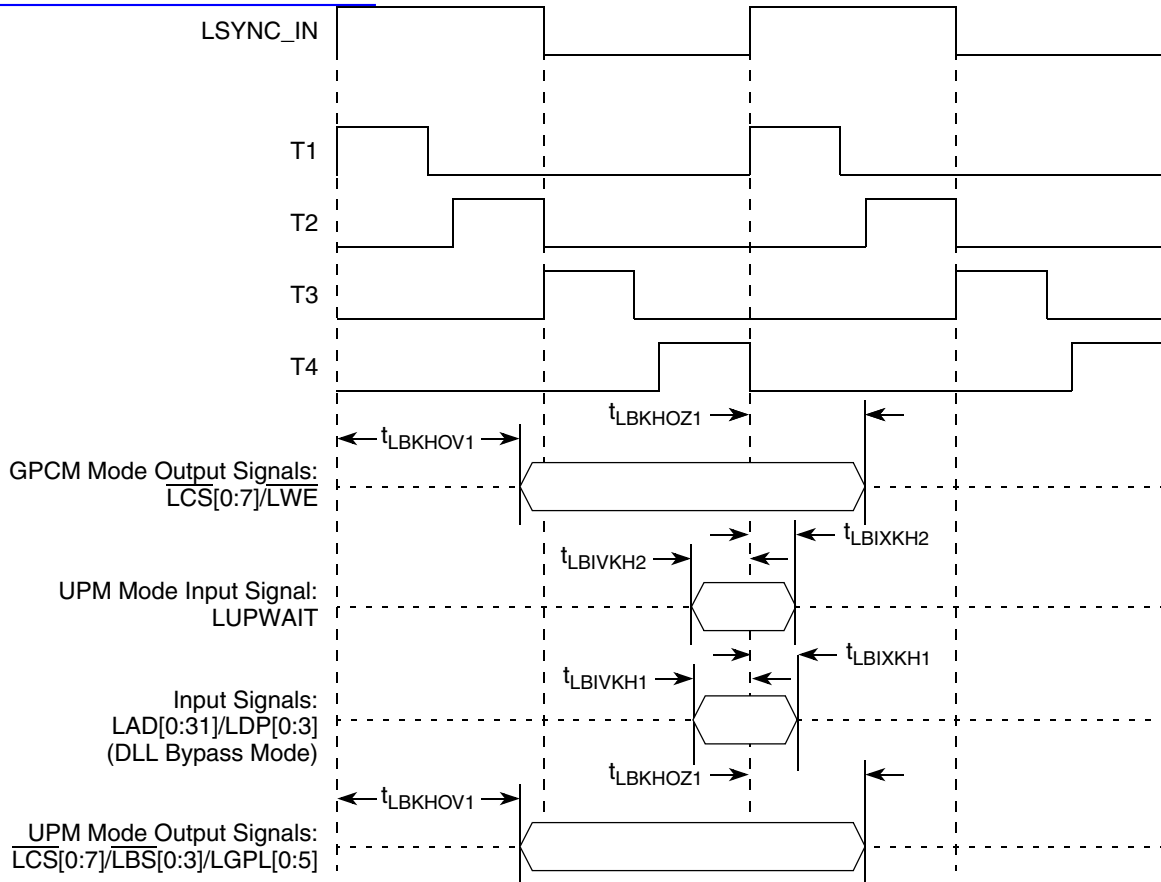 LSYNC_IN
T1
T2
T3
T4
tLBKHOZ1
tLBKHOV1
GPCM Mode Output Signals:
LCS[0:7]/LWE
tLBIXKH2
tLBIVKH2
UPM Mode Input Signal:
LUPWAIT
tLBIXKH1
tLBIVKH1
Input Signals:
LAD[0:31]/LDP[0:3]
(DLL Bypass Mode)
tLBKHOZ1
tLBKHOV1
UPM Mode Output Signals:
LCS[0:7]/LBS[0:3]/LGPL[0:5]